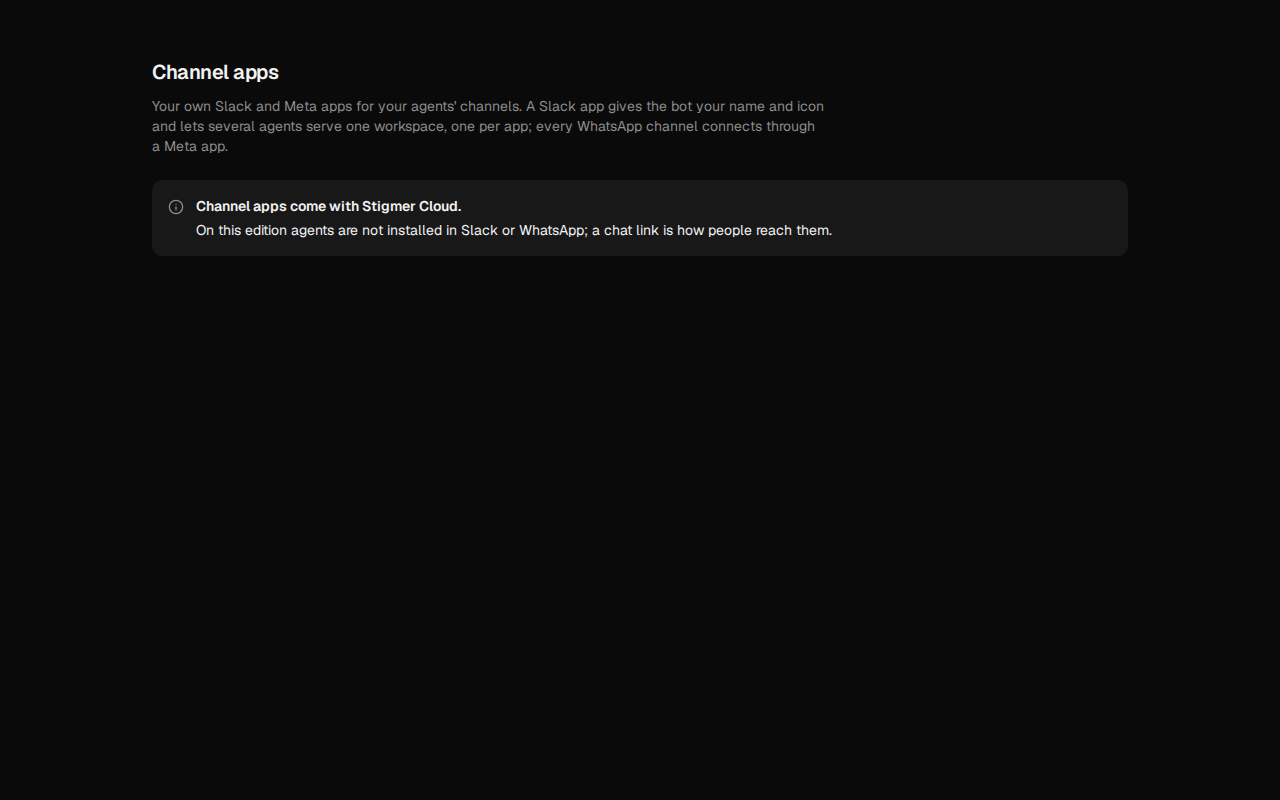 Channel apps
Your own Slack and Meta apps for your agents' channels. A Slack app gives the bot your name and icon
and lets several agents serve one workspace, one per app; every WhatsApp channel connects through
a Meta app.
Channel apps come with Stigmer Cloud.
On this edition agents are not installed in Slack or WhatsApp; a chat link is how people reach them.